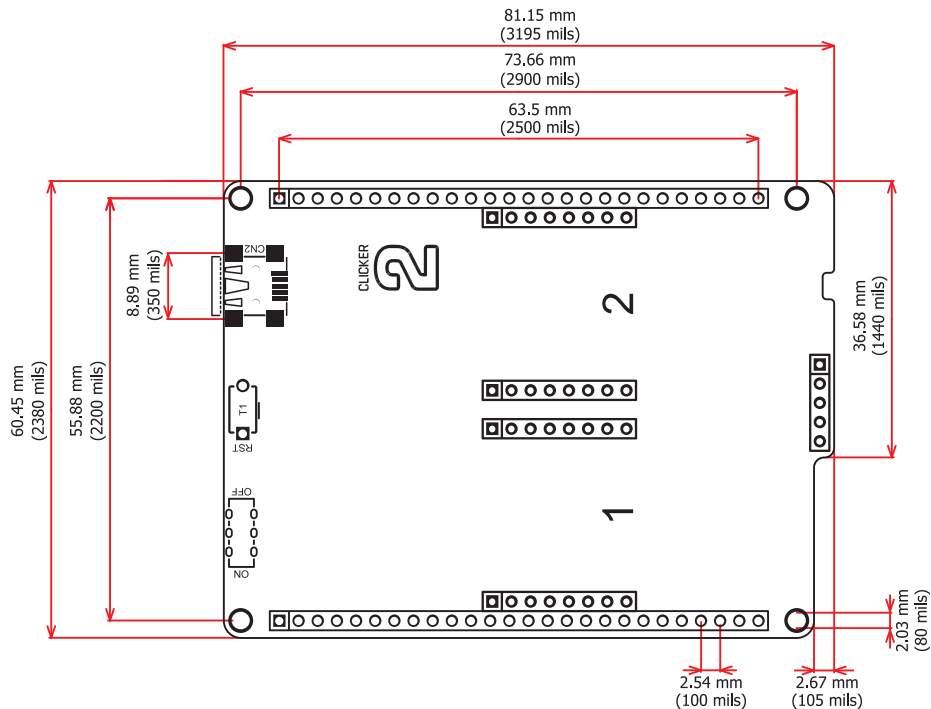 81.15 mm
(3195 mils)
73.66 mm
(2900 mils)
63.5 mm
(2500 mils)
CN2
CLICKER
2
8.89 mm
(350 mils)
2
36.58 mm
(1440 mils)
60.45 mm
(2380 mils)
55.88 mm
(2200 mils)
T1
RST
OFF
1
ON
2.03 mm
(80 mils)
2.54 mm
(100 mils)
2.67 mm
(105 mils)